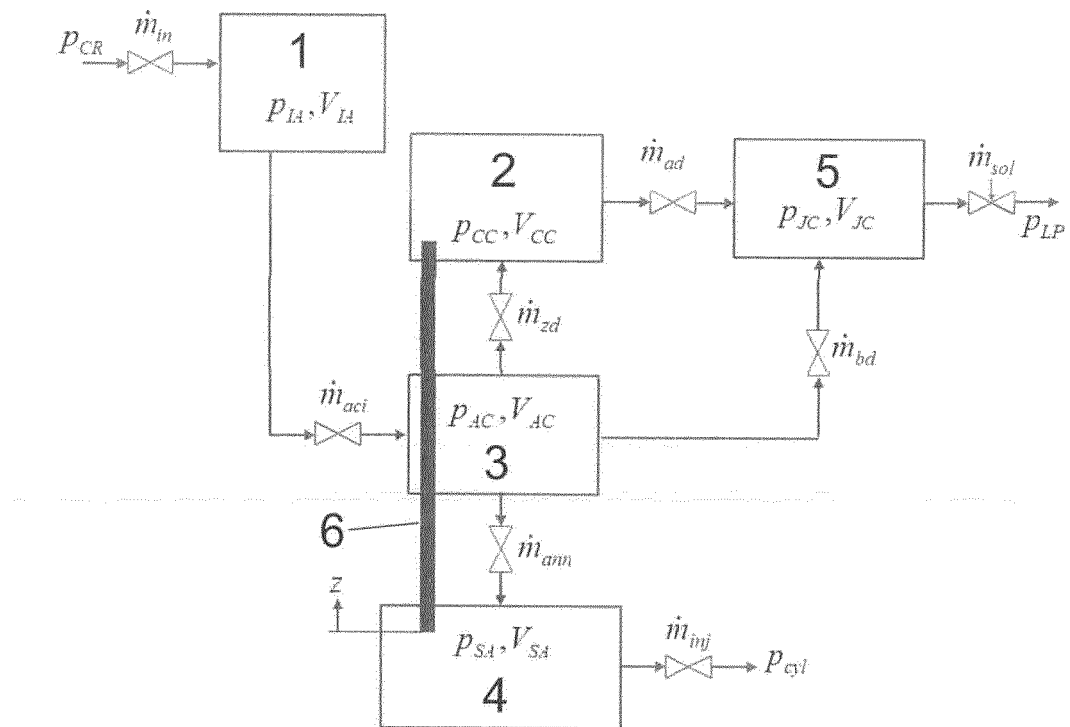 ṁ_in
p_CR
1
p_IA, V_IA
2
p_CC, V_CC
ṁ_ad
5
p_JC, V_JC
ṁ_sol
p_LP
ṁ_zd
ṁ_bd
ṁ_aci
p_AC, V_AC
3
6
ṁ_ann
z
p_SA, V_SA
4
ṁ_inj
p_cyl